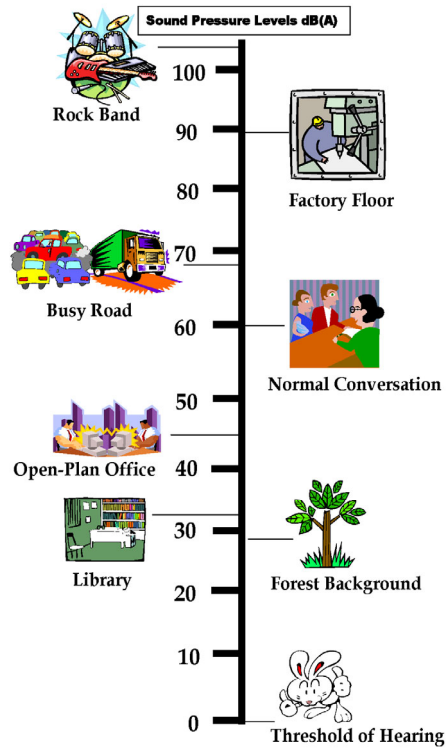 Sound Pressure Levels dB(A)
100
Rock Band
90
Factory Floor
80
70
Busy Road
60
Normal Conversation
50
Open-Plan Office
40
30
Library
Forest Background
20
10
0
Threshold of Hearing